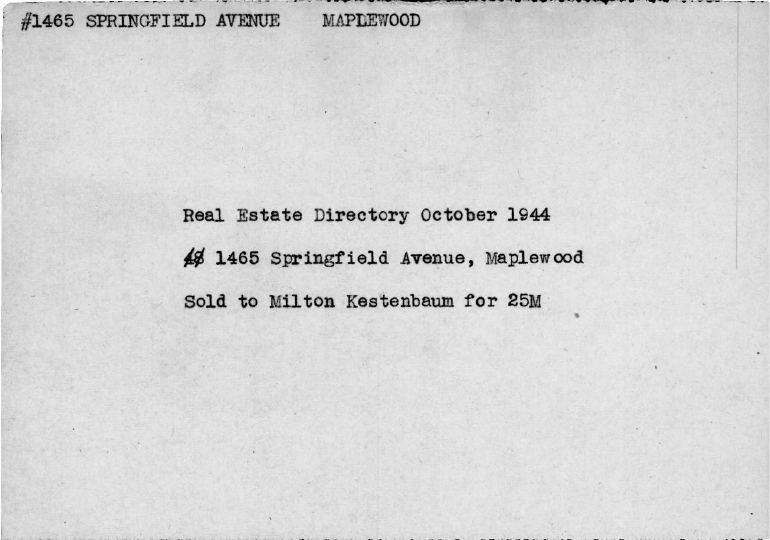 #1465 SPRINGFIELD AVENUE MAPLEWOOD
Real Estate Directory October 1944
1465 Springfield Avenue, Maplewood
Sold to Milton Kestenbaum for 25M